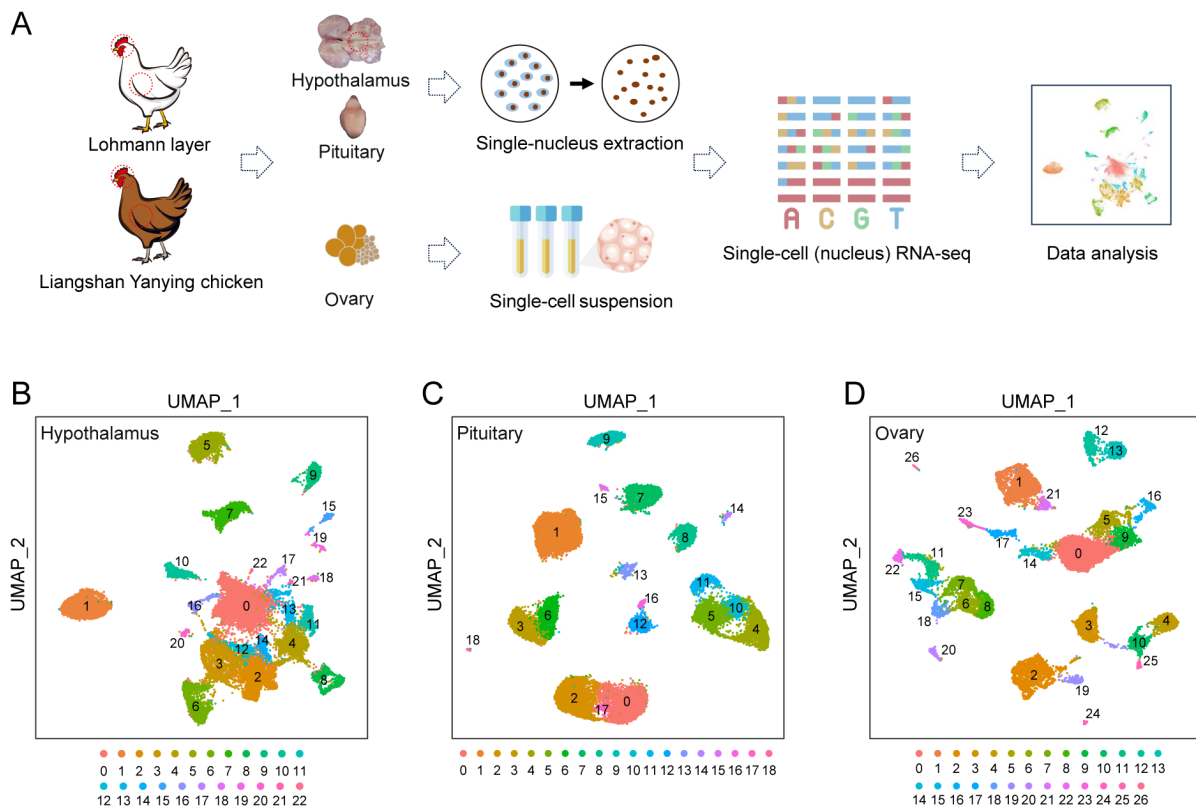 A
Lohmann layer
Liangshan Yanying chicken
Hypothalamus
Pituitary
Ovary
Single-nucleus extraction
Single-cell suspension
A C G T
Single-cell (nucleus) RNA-seq
Data analysis
B
UMAP_1
UMAP_2
Hypothalamus
5
9
7
15
19
10
22
17
21
18
1
16
0
13
11
20
12
14
4
3
2
8
6
0 1 2 3 4 5 6 7 8 9 10 11
12 13 14 15 16 17 18 19 20 21 22
C
UMAP_1
UMAP_2
Pituitary
9
15
7
14
1
8
13
11
16
10
3
6
12
5
4
18
2
17
0
0 1 2 3 4 5 6 7 8 9 10 11 12 13 14 15 16 17 18
D
UMAP_1
UMAP_2
Ovary
12
13
26
1
21
16
23
5
9
17
0
14
11
22
7
15
6
8
18
3
4
10
20
25
2
19
24
0 1 2 3 4 5 6 7 8 9 10 11 12 13
14 15 16 17 18 19 20 21 22 23 24 25 26